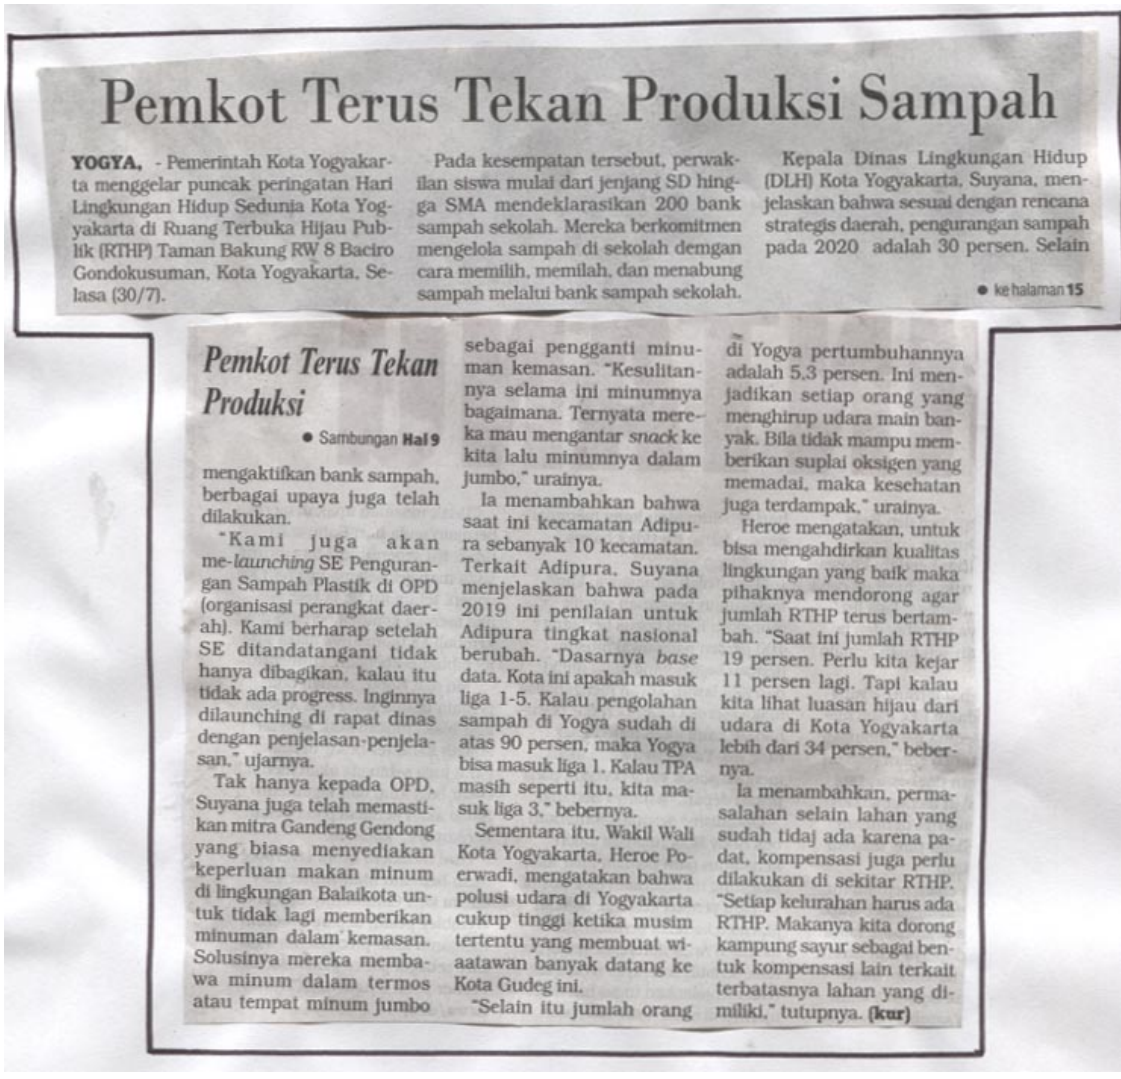 Pemkot Terus Tekan Produksi Sampah
YOGYA, - Pemerintah Kota Yogyakar-
ta menggelar puncak peringatan Hari
Lingkungan Hidup Sedunia Kota Yog-
yakarta di Ruang Terbuka Hijau Pub-
lik (RTHP) Taman Bakung RW 8 Baciro
Gondokusuman, Kota Yogyakarta, Se-
lasa (30/7).
Pada kesempatan tersebut, perwak-
ilan siswa mulai dari jenjang SD hing-
ga SMA mendeklarasikan 200 bank
sampah sekolah. Mereka berkomitmen
mengelola sampah di sekolah demgan
cara memilih, memilah, dan menabung
sampah melalui bank sampah sekolah.
Kepala Dinas Lingkungan Hidup
(DLH) Kota Yogyakarta, Suyana, men-
jelaskan bahwa sesuai dengan rencana
strategis daerah, pengurangan sampah
pada 2020 adalah 30 persen. Selain
● ke halaman 15
Pemkot Terus Tekan
Produksi
● Sambungan Hal 9
mengaktifkan bank sampah,
berbagai upaya juga telah
dilakukan.
"Kami juga akan
me-launching SE Penguran-
gan Sampah Plastik di OPD
(organisasi perangkat daer-
ah). Kami berharap setelah
SE ditandatangani tidak
hanya dibagikan, kalau itu
tidak ada progress. Inginnya
dilaunching di rapat dinas
dengan penjelasan-penjela-
san," ujarnya.
Tak hanya kepada OPD,
Suyana juga telah memasti-
kan mitra Gandeng Gendong
yang biasa menyediakan
keperluan makan minum
di lingkungan Balaikota un-
tuk tidak lagi memberikan
minuman dalam kemasan.
Solusinya mereka memba-
wa minum dalam termos
atau tempat minum jumbo
sebagai pengganti minu-
man kemasan. "Kesulitan-
nya selama ini minumnya
bagaimana. Ternyata mere-
ka mau mengantar snack ke
kita lalu minumnya dalam
jumbo," urainya.
Ia menambahkan bahwa
saat ini kecamatan Adipu-
ra sebanyak 10 kecamatan.
Terkait Adipura, Suyana
menjelaskan bahwa pada
2019 ini penilaian untuk
Adipura tingkat nasional
berubah. "Dasarnya base
data. Kota ini apakah masuk
liga 1-5. Kalau pengolahan
sampah di Yogya sudah di
atas 90 persen, maka Yogya
bisa masuk liga 1. Kalau TPA
masih seperti itu, kita ma-
suk liga 3," bebernya.
Sementara itu, Wakil Wali
Kota Yogyakarta, Heroe Po-
erwadi, mengatakan bahwa
polusi udara di Yogyakarta
cukup tinggi ketika musim
tertentu yang membuat wi-
aatawan banyak datang ke
Kota Gudeg ini.
"Selain itu jumlah orang
di Yogya pertumbuhannya
adalah 5,3 persen. Ini men-
jadikan setiap orang yang
menghirup udara main ban-
yak. Bila tidak mampu mem-
berikan suplai oksigen yang
memadai, maka kesehatan
juga terdampak," urainya.
Heroe mengatakan, untuk
bisa mengahdirkan kualitas
lingkungan yang baik maka
pihaknya mendorong agar
jumlah RTHP terus bertam-
bah. "Saat ini jumlah RTHP
19 persen. Perlu kita kejar
11 persen lagi. Tapi kalau
kita lihat luasan hijau dari
udara di Kota Yogyakarta
lebih dari 34 persen," beber-
nya.
Ia menambahkan, perma-
salahan selain lahan yang
sudah tidaj ada karena pa-
dat, kompensasi juga perlu
dilakukan di sekitar RTHP.
"Setiap kelurahan harus ada
RTHP. Makanya kita dorong
kampung sayur sebagai ben-
tuk kompensasi lain terkait
terbatasnya lahan yang di-
miliki," tutupnya. (kur)